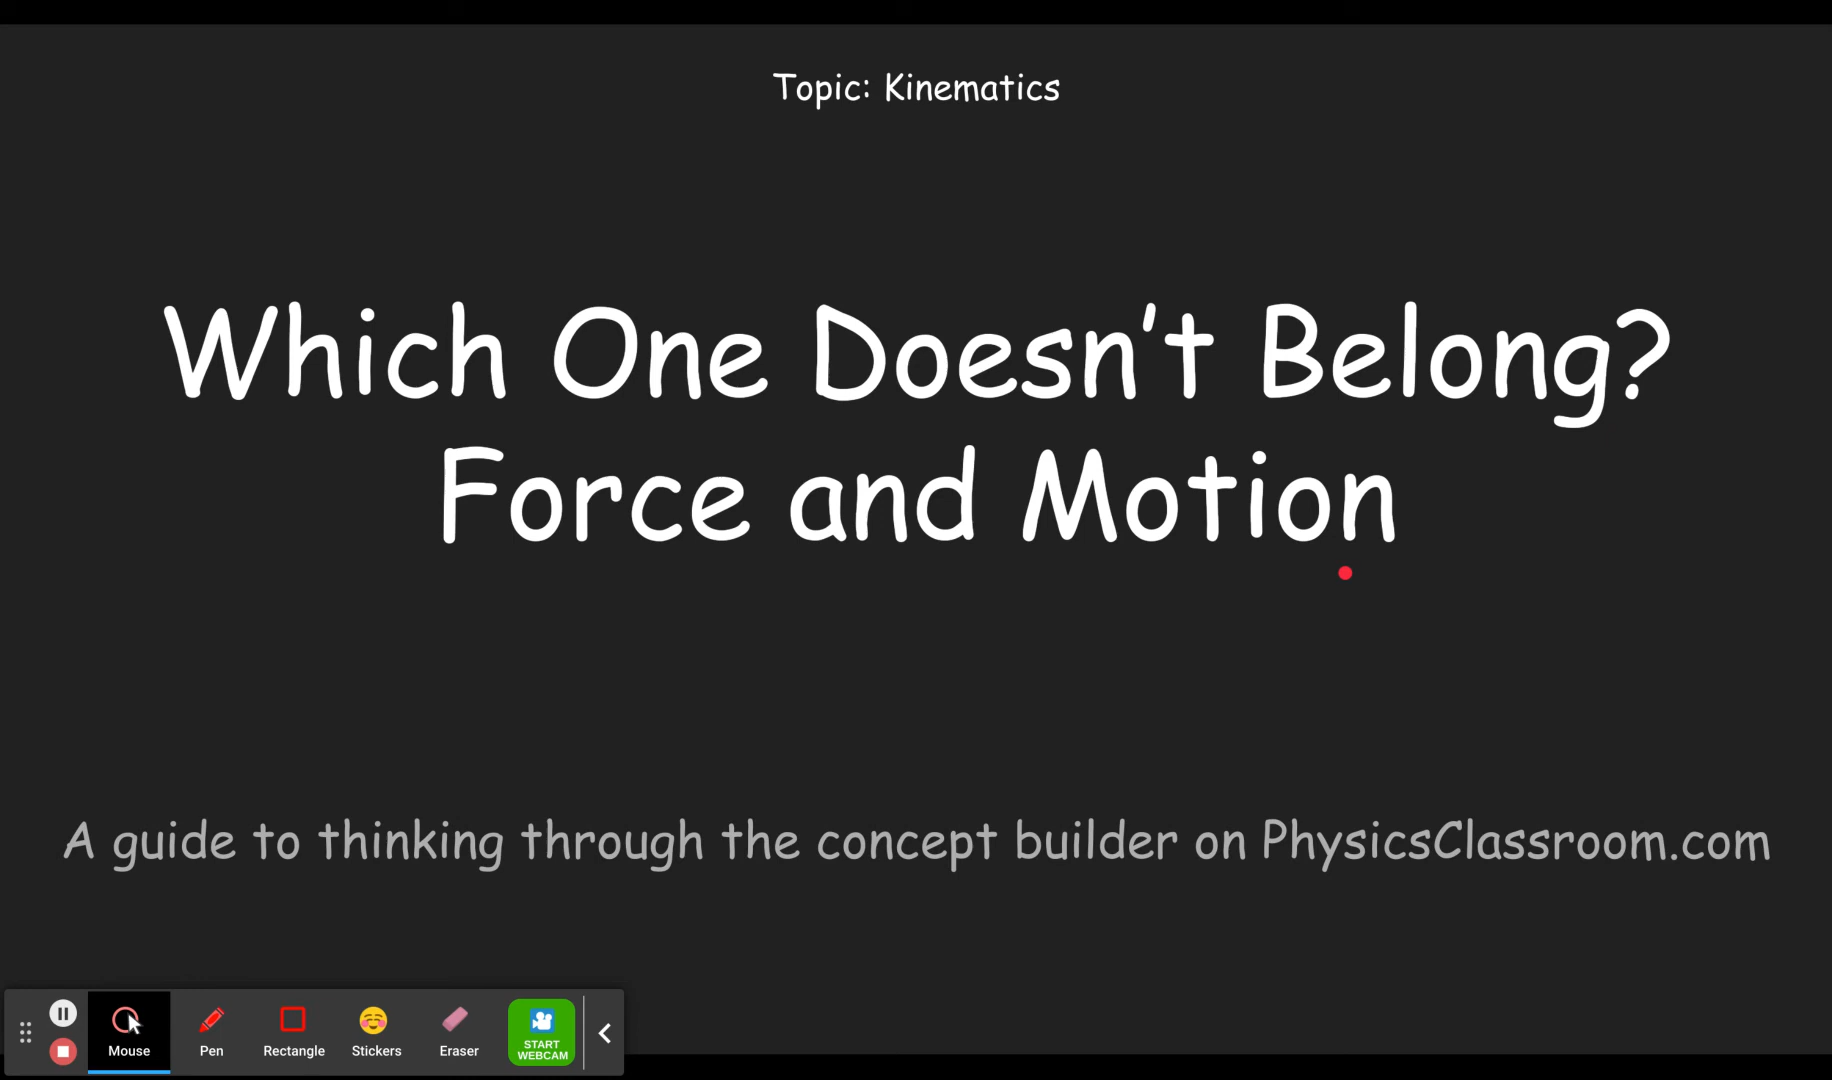 Topic: Kinematics
Which One Doesn't Belong?
Force and Motion
A guide to thinking through the concept builder on PhysicsClassroom.com
Mouse
Pen
Rectangle
Stickers
Eraser
START
WEBCAM